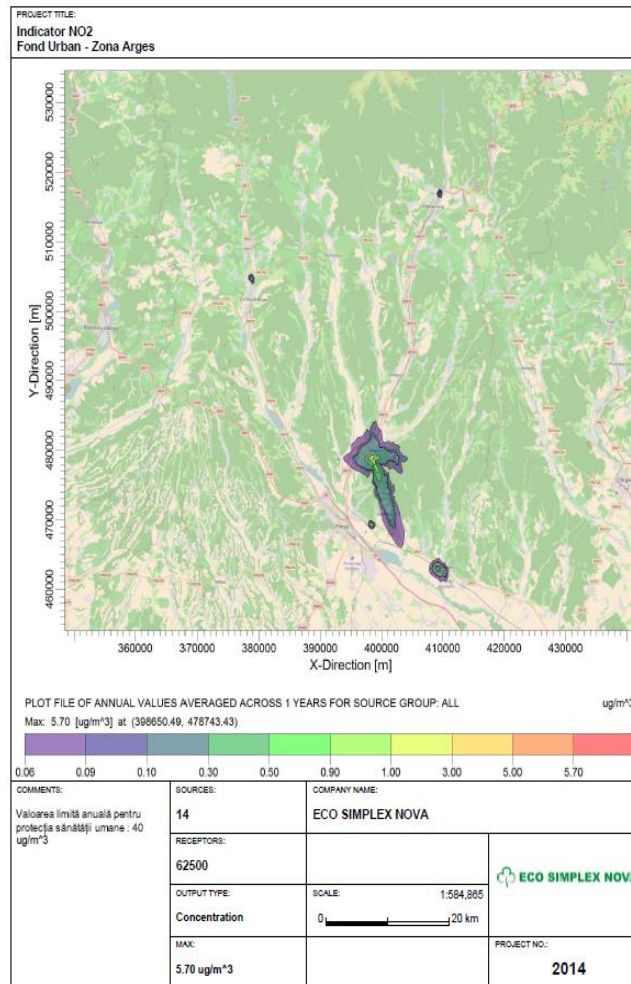 PROJECT TITLE:
Indicator NO2
Fond Urban - Zona Arges
Y-Direction [m]
530000
520000
510000
500000
490000
480000
470000
460000
360000 370000 380000 390000 400000 410000 420000 430000
X-Direction [m]
PLOT FILE OF ANNUAL VALUES AVERAGED ACROSS 1 YEARS FOR SOURCE GROUP: ALL
ug/m^3
Max: 5.70 [ug/m^3] at (398650.49, 478743.43)
0.06 0.09 0.10 0.30 0.50 0.90 1.00 3.00 5.00 5.70
COMMENTS:
Valoarea limită anuală pentru
protecția sănătății umane : 40
ug/m^3
SOURCES:
14
COMPANY NAME:
ECO SIMPLEX NOVA
RECEPTORS:
62500
OUTPUT TYPE:
Concentration
SCALE: 1:584,865
0 20 km
ECO SIMPLEX NOVA
MAX:
5.70 ug/m^3
PROJECT NO.:
2014